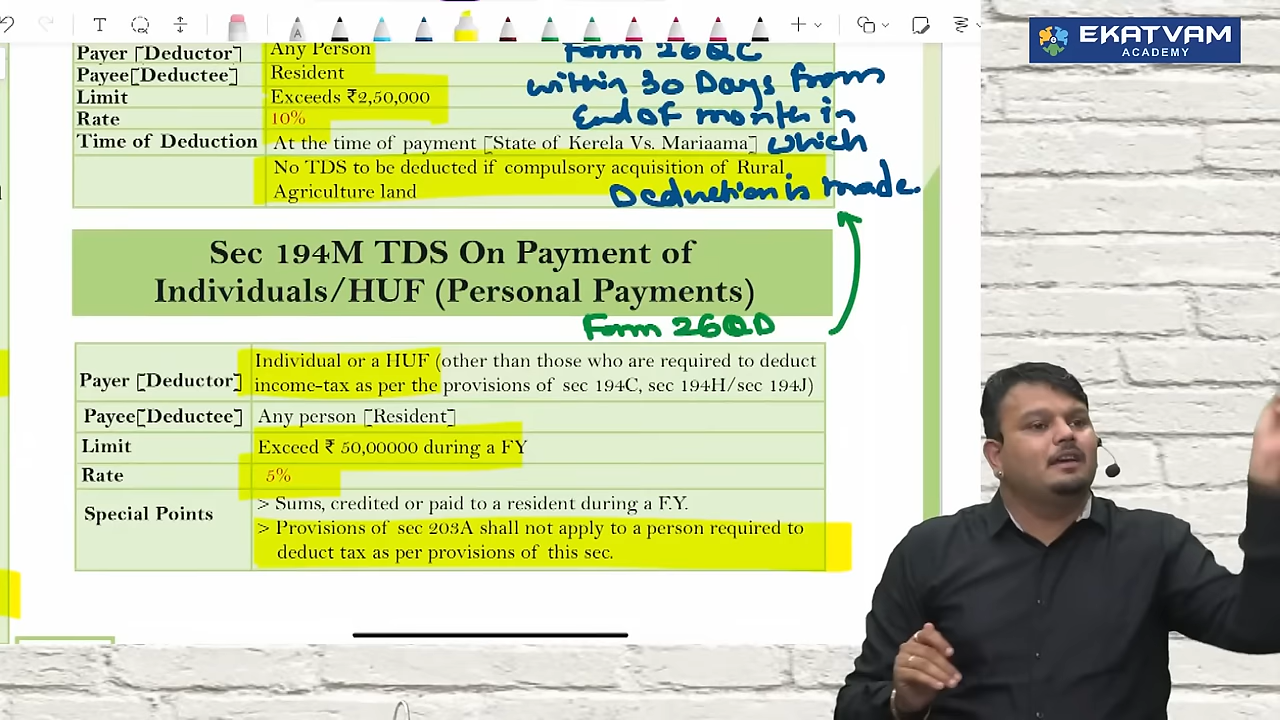 EKATVAM
ACADEMY
T
A
Payer [Deductor] Any Person
Form 26QC
Payee[Deductee] Resident
within 30 Days from
Limit Exceeds ₹2,50,000
End of month in
Rate 10%
Time of Deduction At the time of payment [State of Kerela Vs. Mariaama]
which
No TDS to be deducted if compulsory acquisition of Rural
Agriculture land
Deduction is made.
Sec 194M TDS On Payment of
Individuals/HUF (Personal Payments)
Form 26QD
Payer [Deductor] Individual or a HUF (other than those who are required to deduct
income-tax as per the provisions of sec 194C, sec 194H/sec 194J)
Payee[Deductee] Any person [Resident]
Limit Exceed ₹ 50,00000 during a FY
Rate 5%
Special Points > Sums, credited or paid to a resident during a F.Y.
> Provisions of sec 203A shall not apply to a person required to
deduct tax as per provisions of this sec.